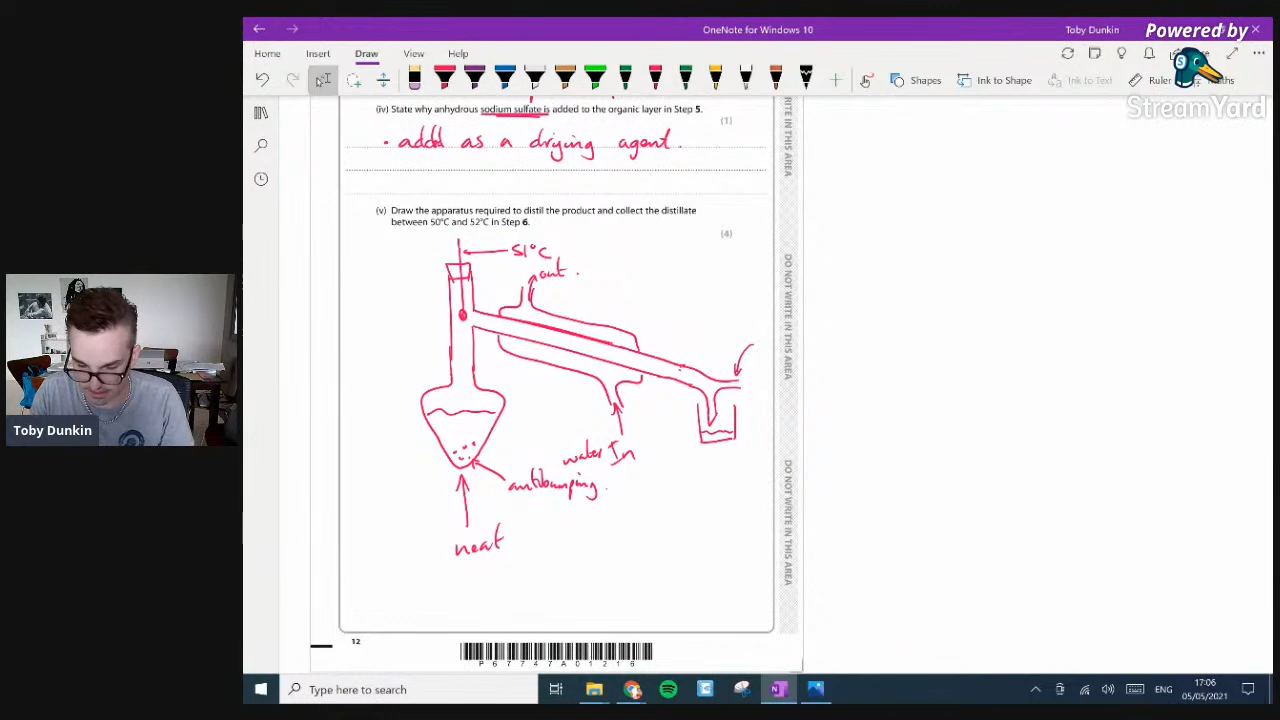 OneNote for Windows 10
Toby Dunkin
Powered by
StreamYard
Home
Insert
Draw
View
Help
Shapes
Ink to Shape
Ink to Text
Ruler
(iv) State why anhydrous sodium sulfate is added to the organic layer in Step 5.
(1)
· added as a drying agent.
(v) Draw the apparatus required to distil the product and collect the distillate
between 50°C and 52°C in Step 6.
(4)
51°C
out.
water In
antibumping.
heat
DO NOT WRITE IN THIS AREA
DO NOT WRITE IN THIS AREA
12
P67747A01216
Toby Dunkin
Type here to search
ENG
17:06
05/05/2021